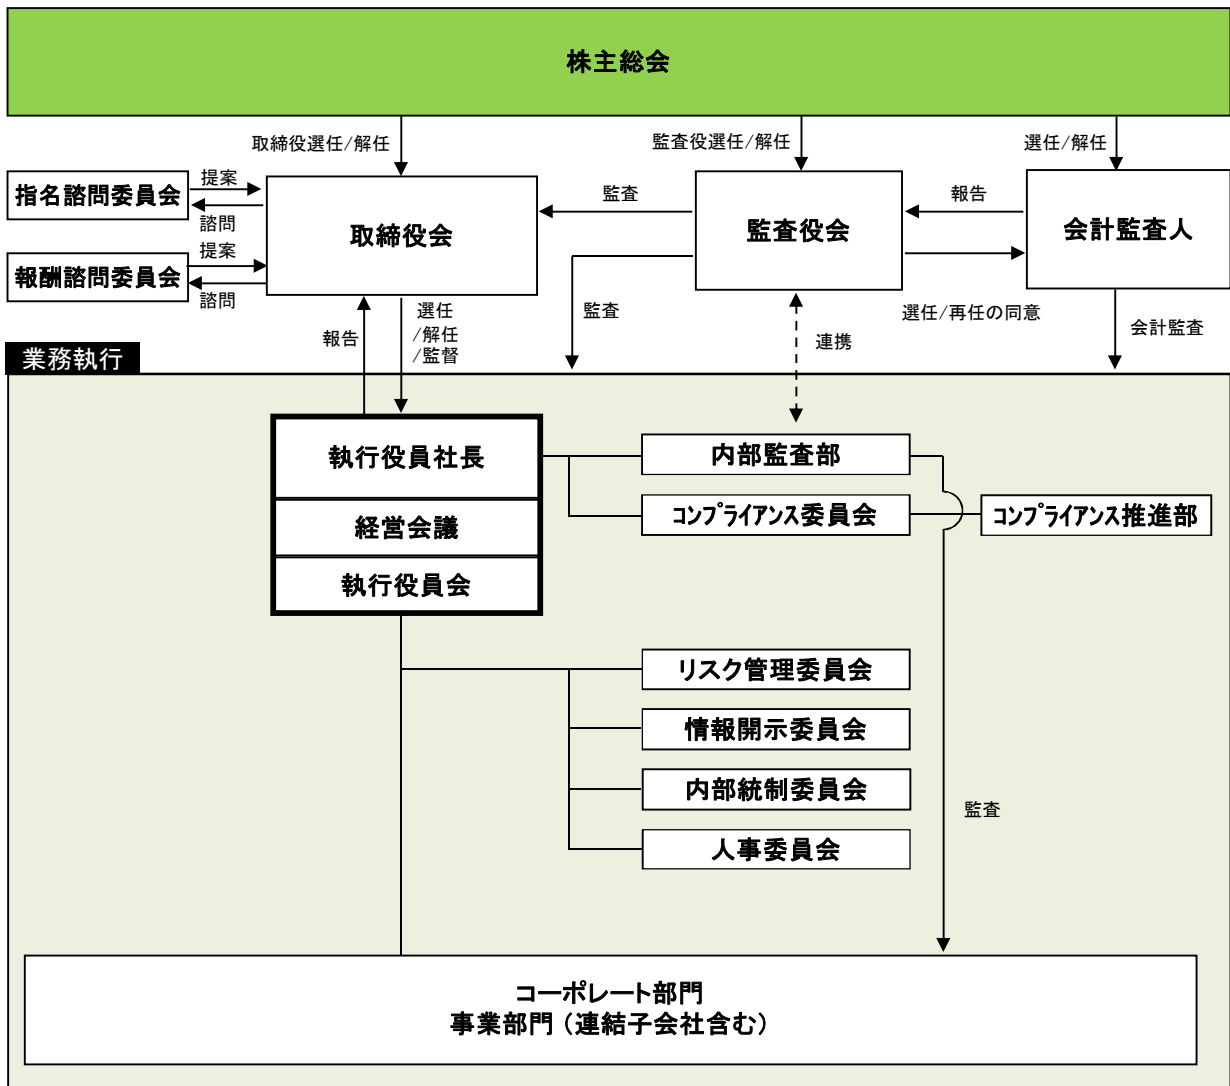 株主総会
取締役選任/解任
監査役選任/解任
選任/解任
指名諮問委員会
提案
諮問
報酬諮問委員会
提案
諮問
取締役会
監査
監査役会
報告
会計監査人
選任/再任の同意
監査
連携
会計監査
報告
選任
/解任
/監督
業務執行
執行役員社長
経営会議
執行役員会
内部監査部
コンプライアンス委員会
コンプライアンス推進部
リスク管理委員会
情報開示委員会
内部統制委員会
人事委員会
監査
コーポレート部門
事業部門（連結子会社含む）